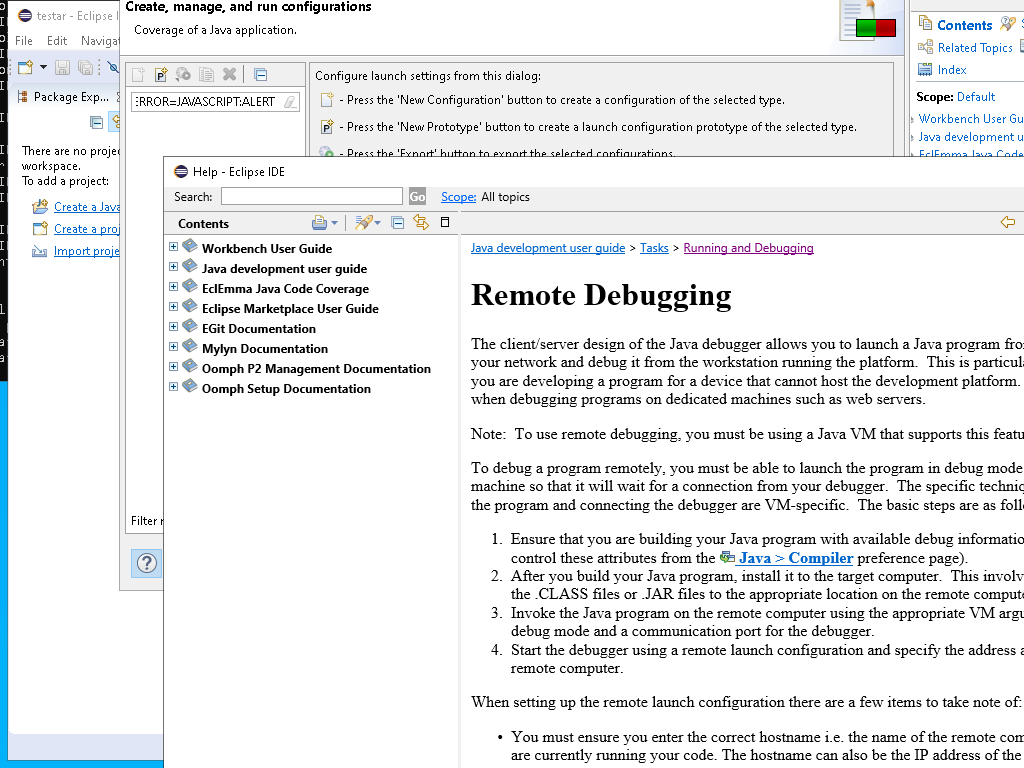 testar - Eclipse I
File Edit Navigat
Package Exp...
There are no projec
workspace.
To add a project:
Create a Java
Create a proj
Import proje
Create, manage, and run configurations
Coverage of a Java application.
:RROR=JAVASCRIPT:ALERT
Filter r
Configure launch settings from this dialog:
- Press the 'New Configuration' button to create a configuration of the selected type.
- Press the 'New Prototype' button to create a launch configuration prototype of the selected type.
- Press the 'Export' button to export the selected configurations.
Contents
Related Topics
Index
Scope: Default
Workbench User Gu
Java development u
EclEmma Java Code
Help - Eclipse IDE
Search: Go Scope: All topics
Contents
Workbench User Guide
Java development user guide
EclEmma Java Code Coverage
Eclipse Marketplace User Guide
EGit Documentation
Mylyn Documentation
Oomph P2 Management Documentation
Oomph Setup Documentation
Java development user guide > Tasks > Running and Debugging
Remote Debugging
The client/server design of the Java debugger allows you to launch a Java program fro
your network and debug it from the workstation running the platform. This is particula
you are developing a program for a device that cannot host the development platform.
when debugging programs on dedicated machines such as web servers.
Note: To use remote debugging, you must be using a Java VM that supports this featu
To debug a program remotely, you must be able to launch the program in debug mode
machine so that it will wait for a connection from your debugger. The specific techniq
the program and connecting the debugger are VM-specific. The basic steps are as foll
1. Ensure that you are building your Java program with available debug informatio
control these attributes from the Java > Compiler preference page).
2. After you build your Java program, install it to the target computer. This involv
the .CLASS files or .JAR files to the appropriate location on the remote compute
3. Invoke the Java program on the remote computer using the appropriate VM argu
debug mode and a communication port for the debugger.
4. Start the debugger using a remote launch configuration and specify the address a
remote computer.
When setting up the remote launch configuration there are a few items to take note of:
• You must ensure you enter the correct hostname i.e. the name of the remote com
are currently running your code. The hostname can also be the IP address of the